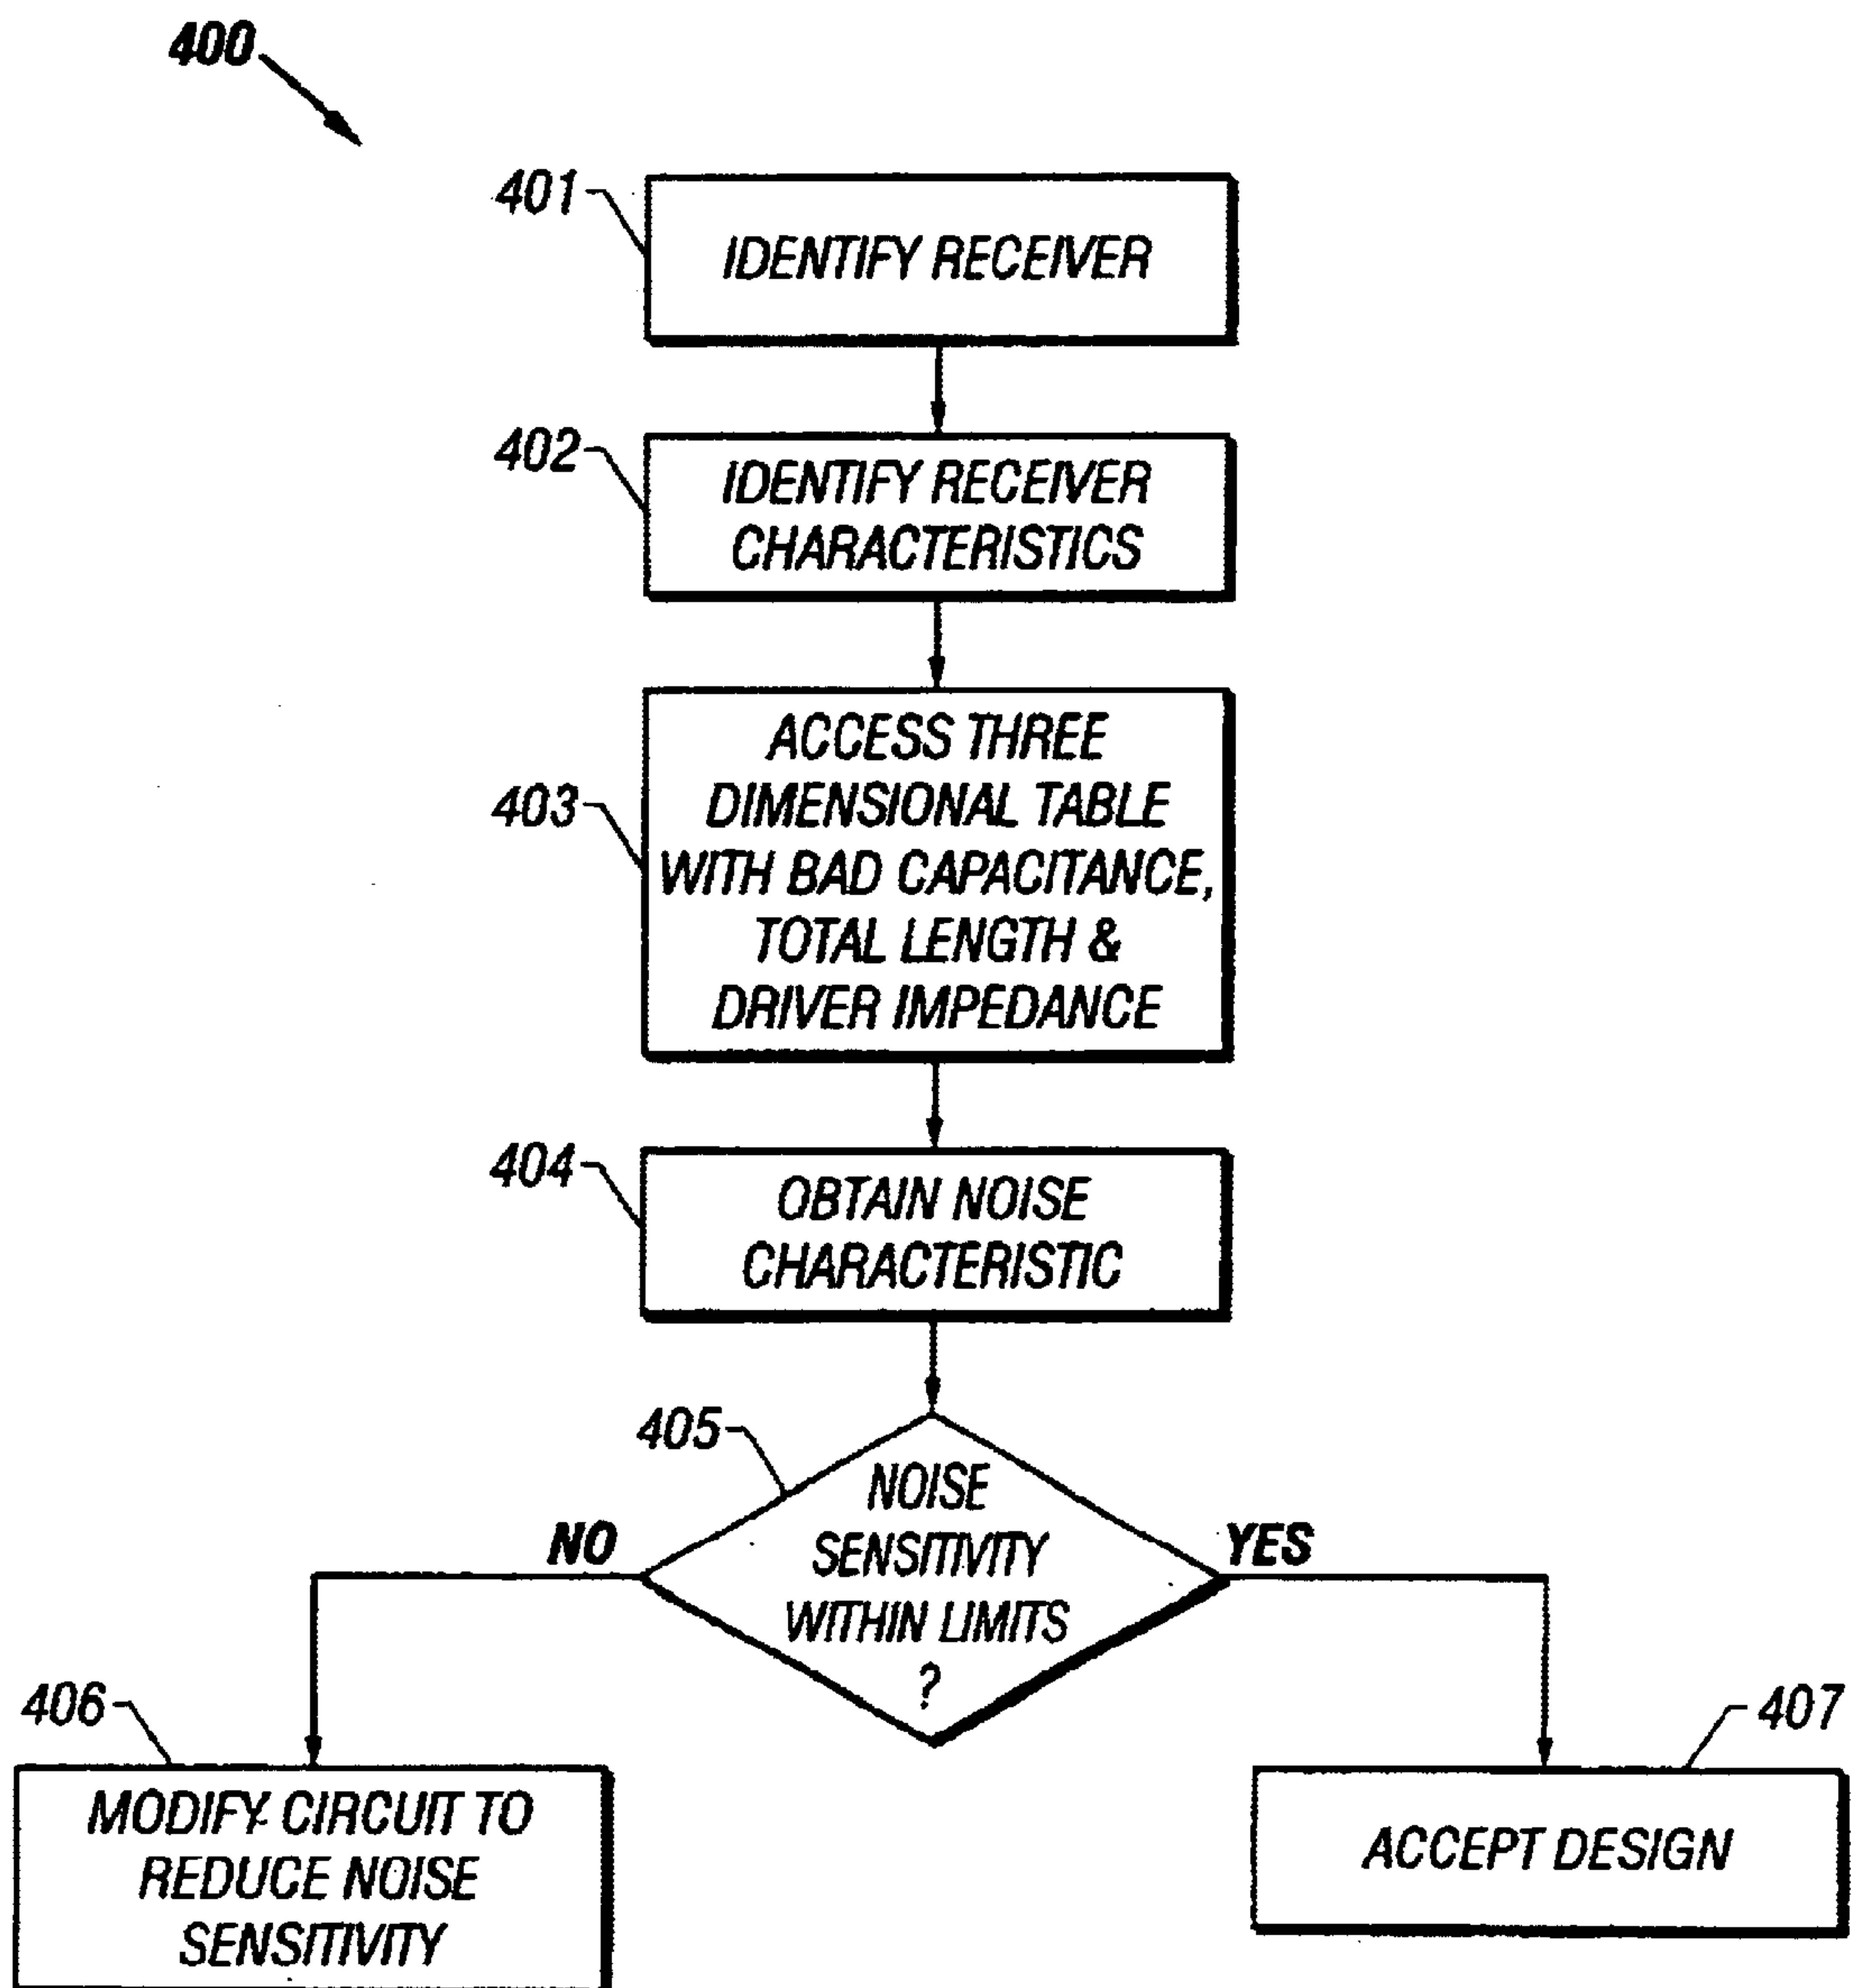 400
401
IDENTIFY RECEIVER
402
IDENTIFY RECEIVER
CHARACTERISTICS
403
ACCESS THREE
DIMENSIONAL TABLE
WITH BAD CAPACITANCE,
TOTAL LENGTH &
DRIVER IMPEDANCE
404
OBTAIN NOISE
CHARACTERISTIC
405
NOISE
SENSITIVITY
WITHIN LIMITS
?
NO
YES
406
MODIFY CIRCUIT TO
REDUCE NOISE
SENSITIVITY
407
ACCEPT DESIGN